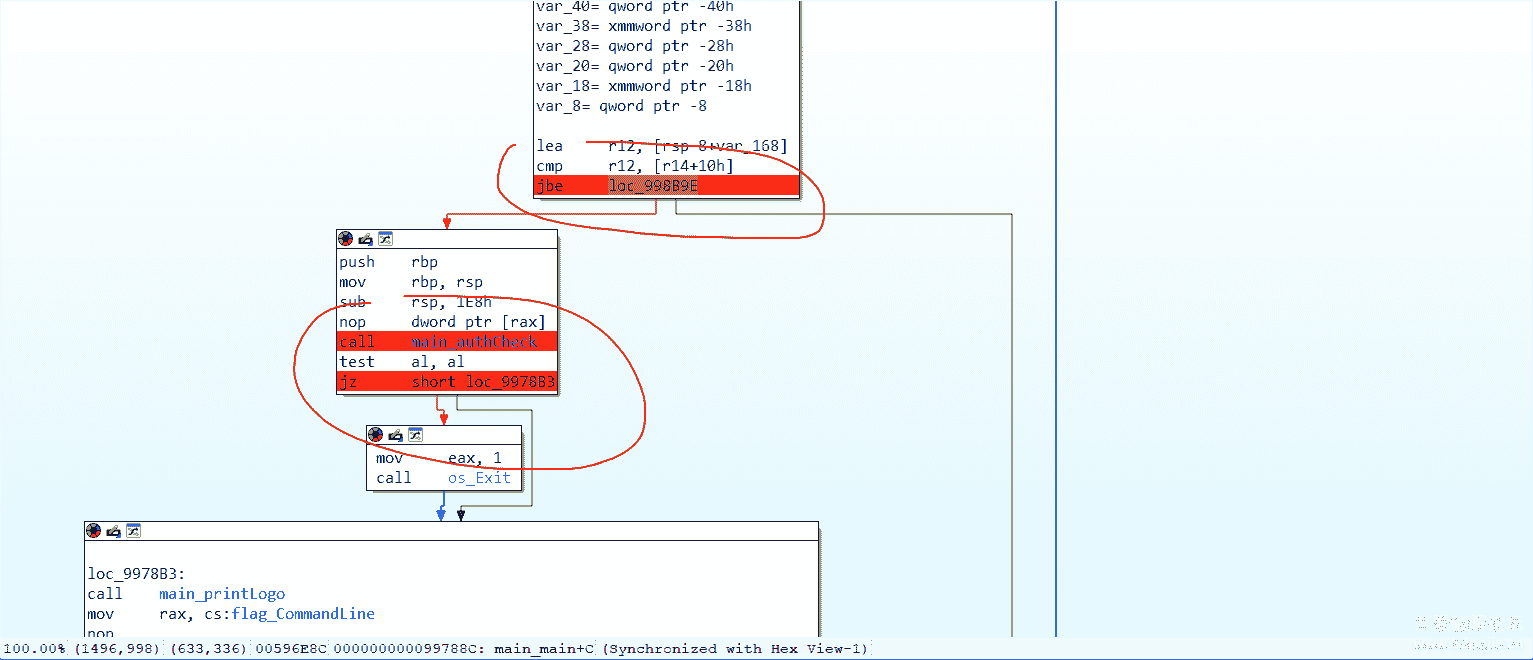 var_40= qword ptr -40h
var_38= xmmword ptr -38h
var_28= qword ptr -28h
var_20= qword ptr -20h
var_18= xmmword ptr -18h
var_8= qword ptr -8
lea r12, [rsp-8+var_168]
cmp r12, [r14+10h]
jbe loc_998B9E
push rbp
mov rbp, rsp
sub rsp, 1E8h
nop dword ptr [rax]
call main_authCheck
test al, al
jz short loc_9978B3
mov eax, 1
call os_Exit
loc_9978B3:
call main_printLogo
mov rax, cs:flag_CommandLine
nop
100.00% (1496,998) (633,336) 00596E8C 000000000099788C: main_main+C (Synchronized with Hex View-1)